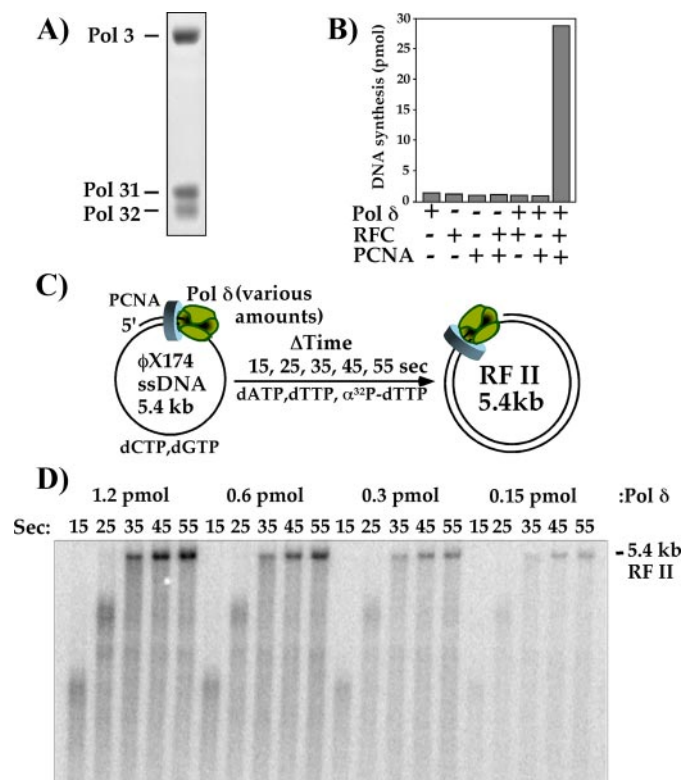 A)
Pol 3
Pol 31
Pol 32
B)
DNA synthesis (pmol)
30
25
20
15
10
5
0
Pol δ + - - - + + +
RFC - + - + + - +
PCNA - - + + - + +
C)
PCNA
Pol δ (various
amounts)
5'
ϕX174
ssDNA
5.4 kb
dCTP,dGTP
ΔTime
15, 25, 35, 45, 55 sec
dATP,dTTP, α³²P-dTTP
RF II
5.4kb
D)
1.2 pmol 0.6 pmol 0.3 pmol 0.15 pmol :Pol δ
Sec: 15 25 35 45 55 15 25 35 45 55 15 25 35 45 55 15 25 35 45 55
5.4 kb
RF II